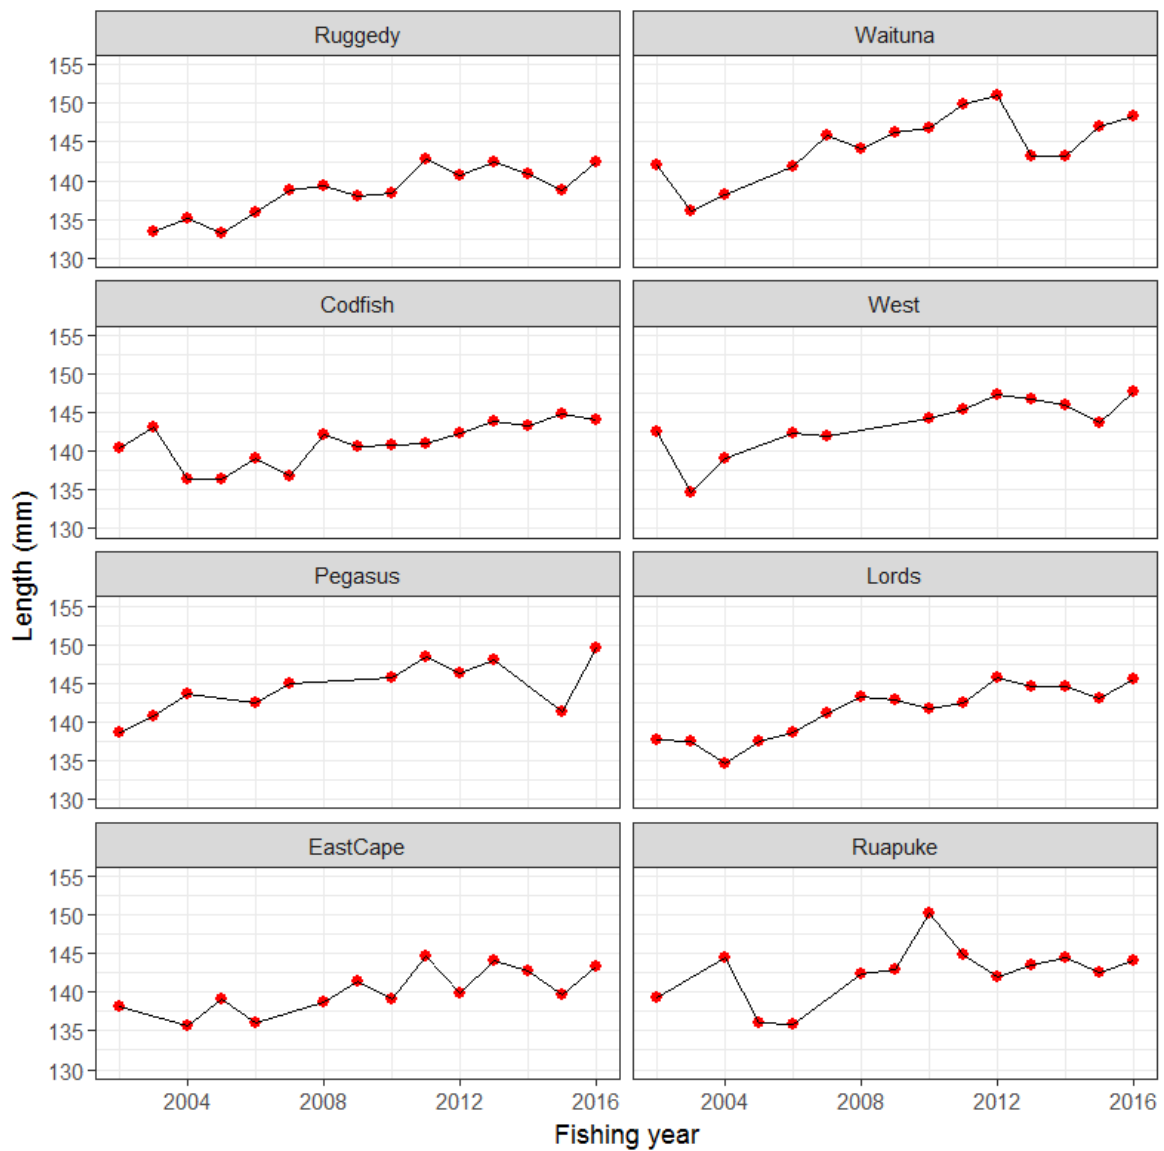 Ruggedy
Waituna
155
150
145
140
135
130
Codfish
West
155
150
145
140
135
130
Length (mm)
Pegasus
Lords
155
150
145
140
135
130
EastCape
Ruapuke
155
150
145
140
135
130
2004 2008 2012 2016 2004 2008 2012 2016
Fishing year